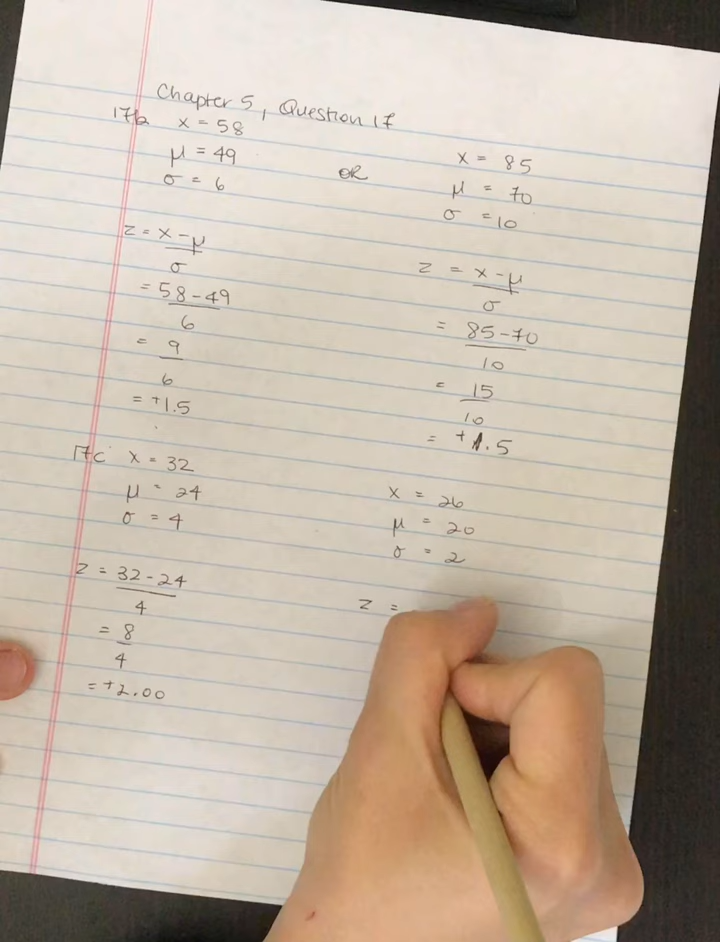 Chapter 5, Question 17
17b x = 58
μ = 49
σ = 6
OR
x = 85
μ = 70
σ = 10
z = x - μ
σ
= 58 - 49
6
= 9
6
= +1.5
z = x - μ
σ
= 85 - 70
10
= 15
10
= +1.5
17c x = 32
μ = 24
σ = 4
x = 26
μ = 20
σ = 2
z = 32 - 24
4
= 8
4
= +2.00
z =